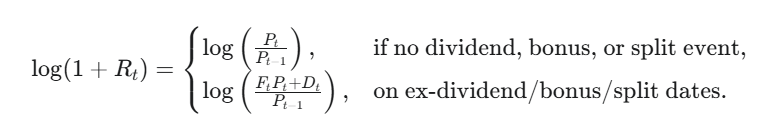 log(1 + R_t) = { log(P_t / P_{t−1}), if no dividend, bonus, or split event,
log((F_t P_t + D_t) / P_{t−1}), on ex-dividend/bonus/split dates.